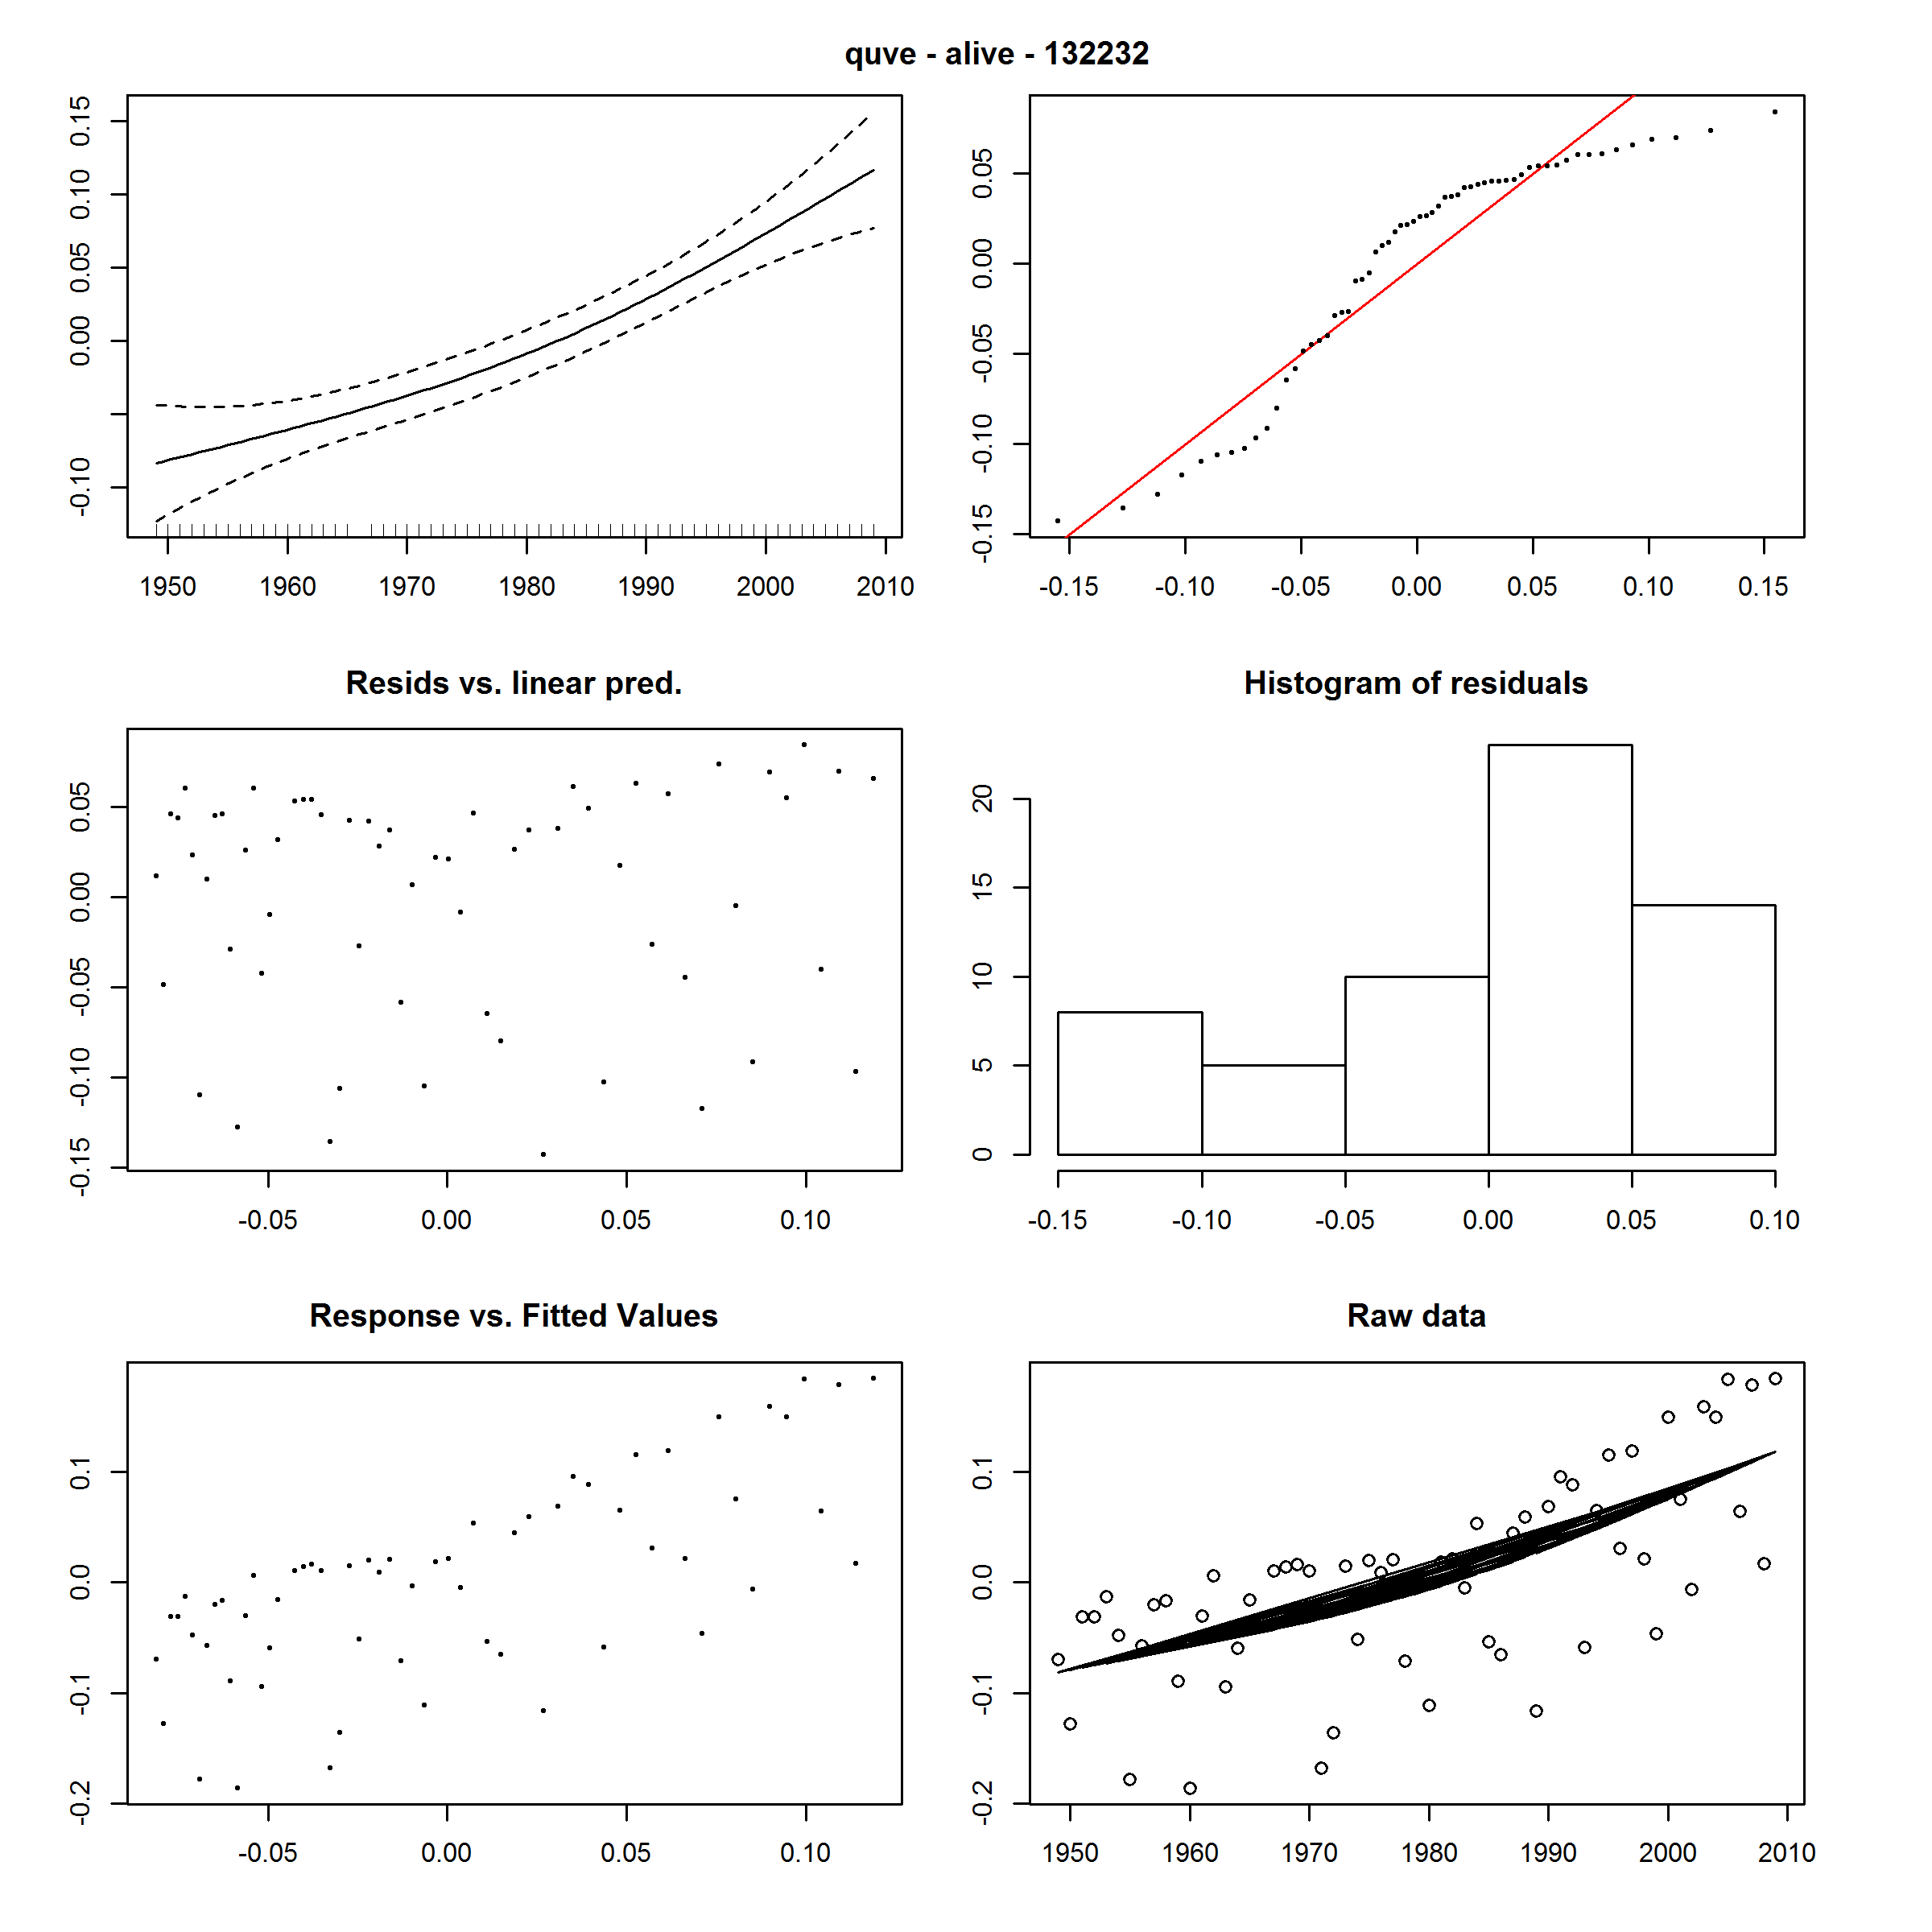 quve - alive - 132232
0.15
0.10
0.05
0.00
-0.10
1950 1960 1970 1980 1990 2000 2010
0.05
0.00
-0.05
-0.10
-0.15
-0.15 -0.10 -0.05 0.00 0.05 0.10 0.15
Resids vs. linear pred.
0.05
0.00
-0.05
-0.10
-0.15
-0.05 0.00 0.05 0.10
Histogram of residuals
20
15
10
5
0
-0.15 -0.10 -0.05 0.00 0.05 0.10
Response vs. Fitted Values
0.1
0.0
-0.1
-0.2
-0.05 0.00 0.05 0.10
Raw data
0.1
0.0
-0.1
-0.2
1950 1960 1970 1980 1990 2000 2010